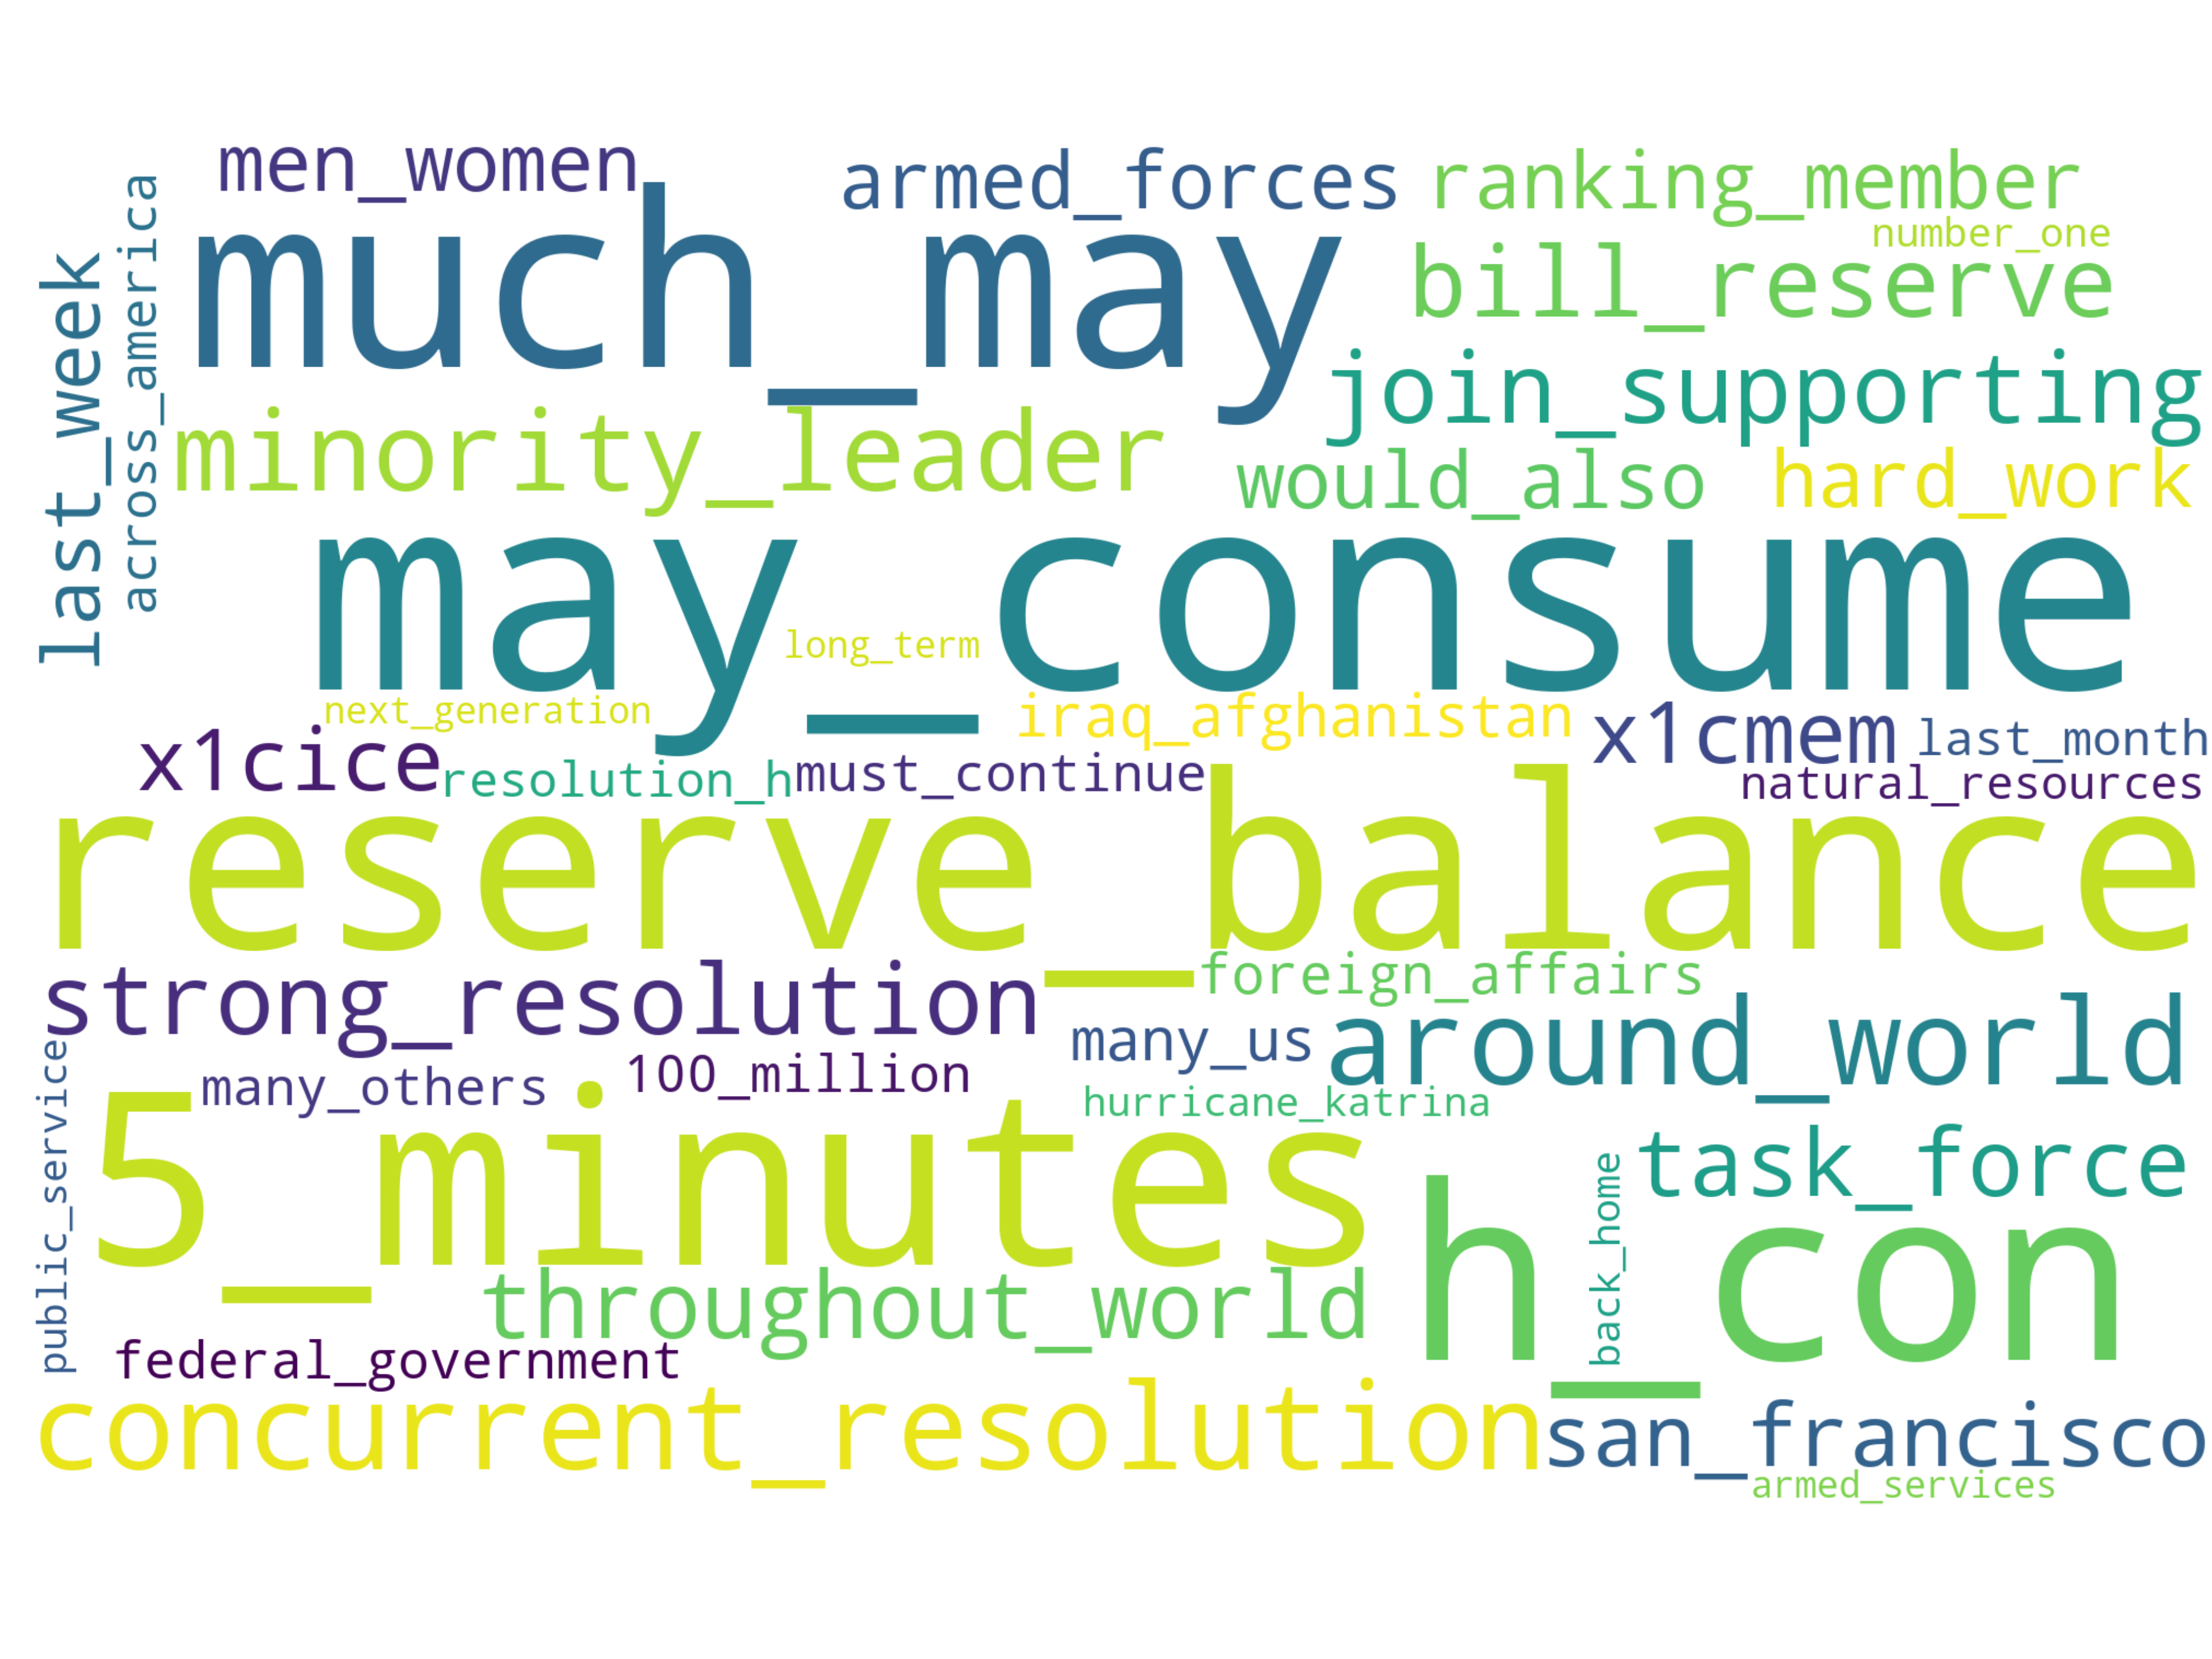 men_women
armed_forces
ranking_member
number_one
much_may
bill_reserve
last_week
across_america
join_supporting
minority_leader
would_also
hard_work
may_consume
long_term
next_generation
iraq_afghanistan
x1cmem
last_month
x1cice
resolution_h
must_continue
natural_resources
reserve_balance
strong_resolution
foreign_affairs
many_us
around_world
100_million
many_others
hurricane_katrina
public_service
5_minutes
task_force
back_home
h_con
throughout_world
federal_government
concurrent_resolution
san_francisco
armed_services